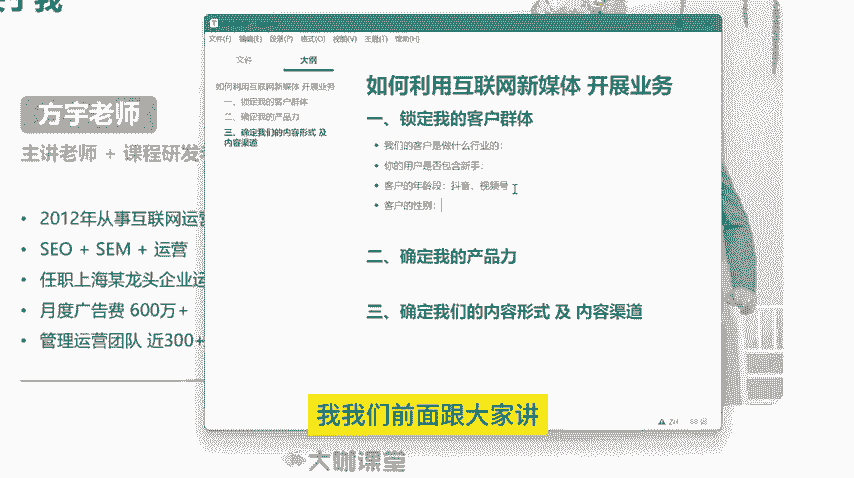 关于我
方宇老师
主讲老师 + 课程研发
2012年从事互联网运营
SEO + SEM + 运营
任职上海某龙头企业运
月度广告费 600万+
管理运营团队 近300+
文件(F) 编辑(E) 段落(P) 格式(O) 视图(V) 主题(T) 帮助(H)
文件 大纲
如何利用互联网新媒体 开展业务
一、锁定我的客户群体
二、确定我的产品力
三、确定我们的内容形式 及
内容渠道
如何利用互联网新媒体 开展业务
一、锁定我的客户群体
我们的客户是做什么行业的：
你的用户是否包含新手：
客户的年龄段：抖音、视频号
客户的性别：
二、确定我的产品力
三、确定我们的内容形式 及 内容渠道
我我们前面跟大家讲
大咖课堂